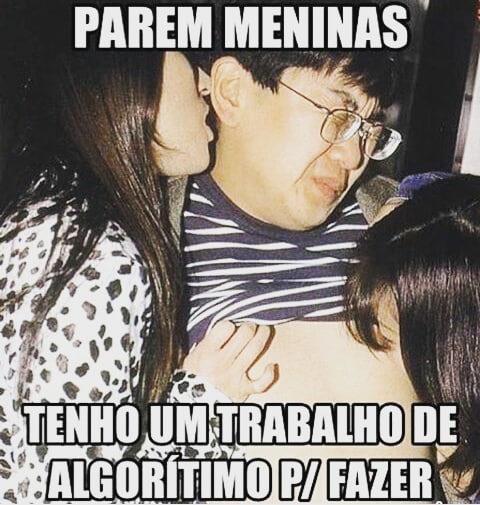 PAREM MENINAS
TENHO UM TRABALHO DE
ALGORÍTIMO P/ FAZER